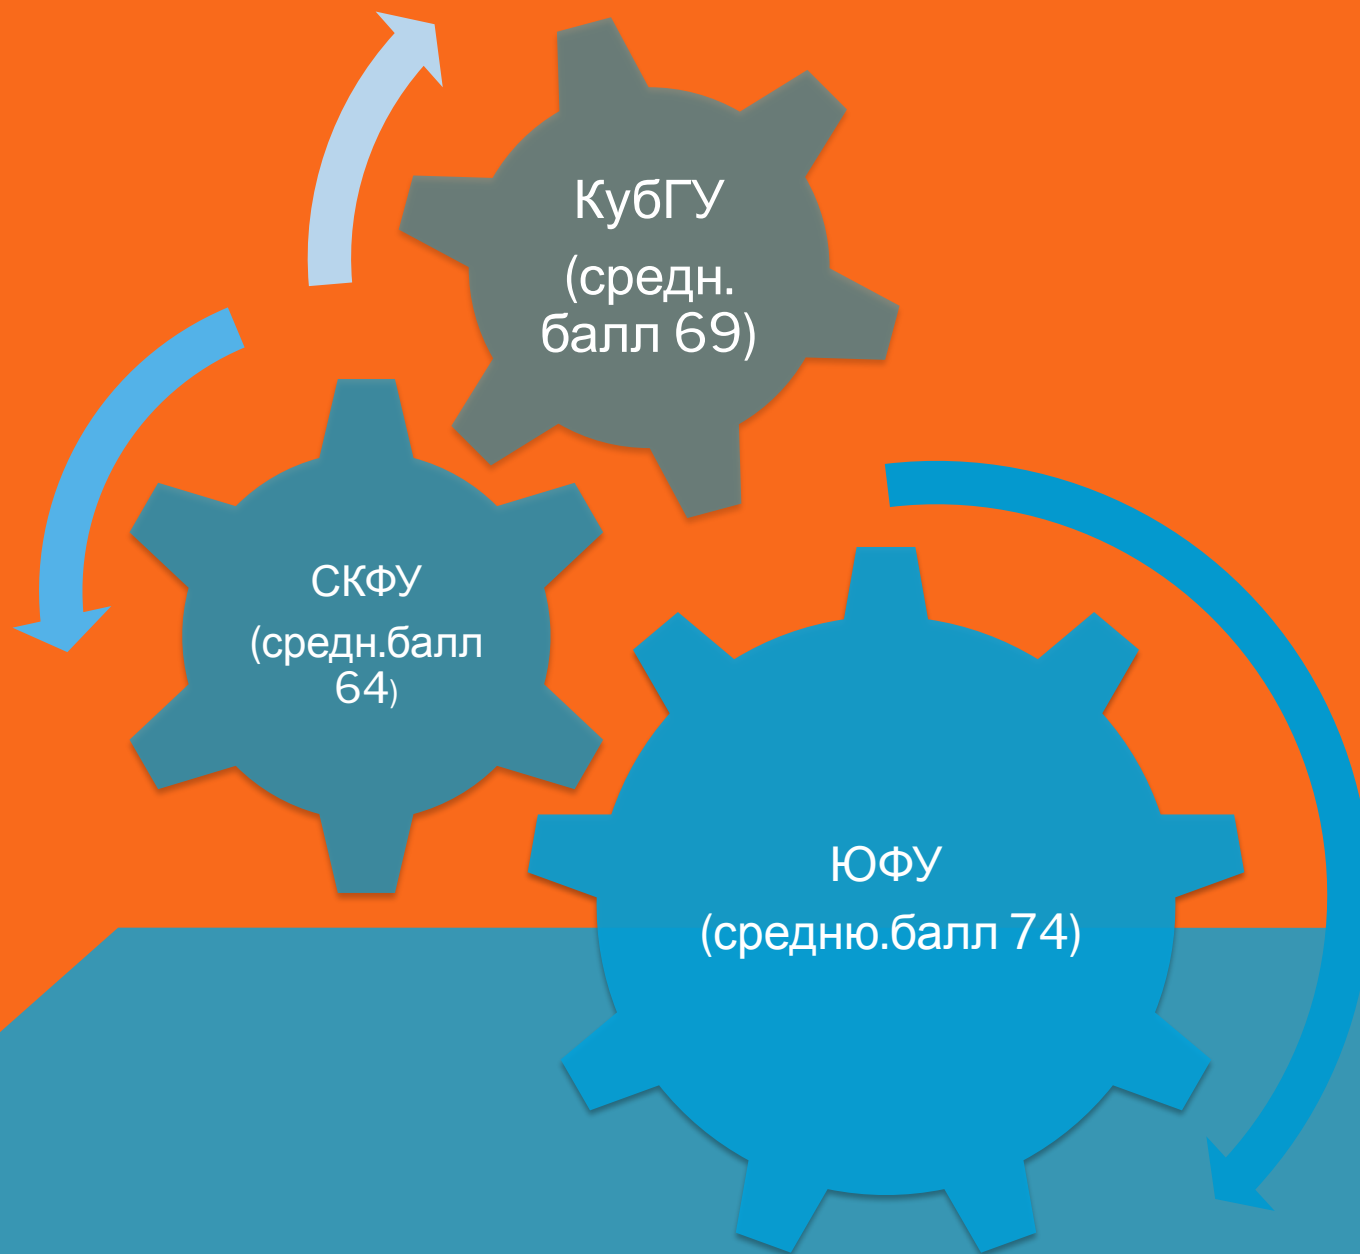 КубГУ
(средн.
балл 69)
СКФУ
(средн.балл
64)
ЮФУ
(средню.балл 74)